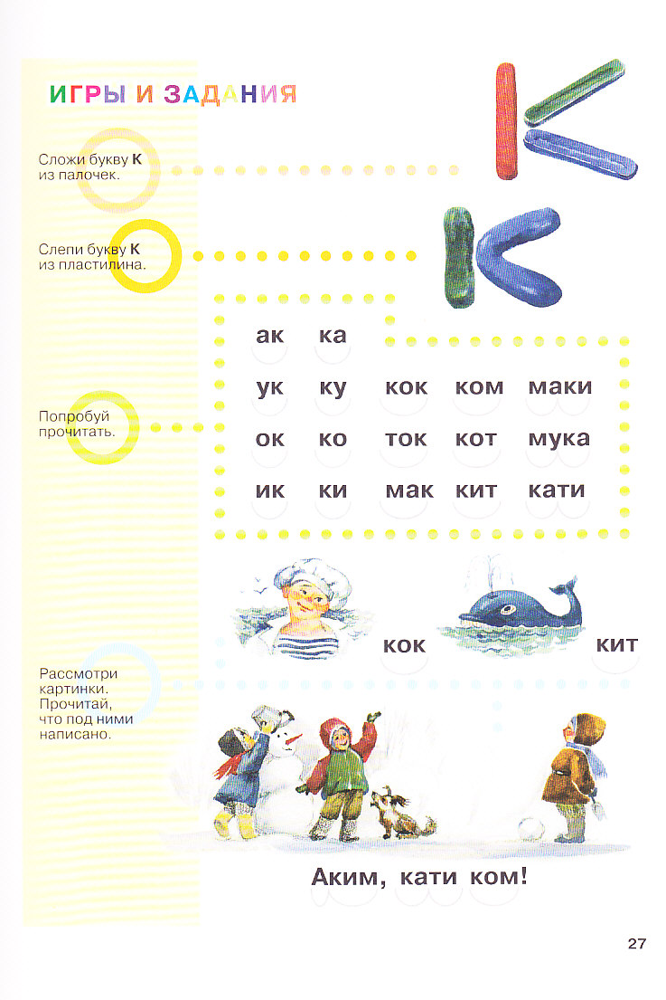 ИГРЫ И ЗАДАНИЯ
Сложи букву К
из палочек.
Слепи букву К
из пластилина.
Попробуй
прочитать.
ак ка
ук ку кок ком маки
ок ко ток кот мука
ик ки мак кит кати
кок кит
Рассмотри
картинки.
Прочитай,
что под ними
написано.
Аким, кати ком!
27